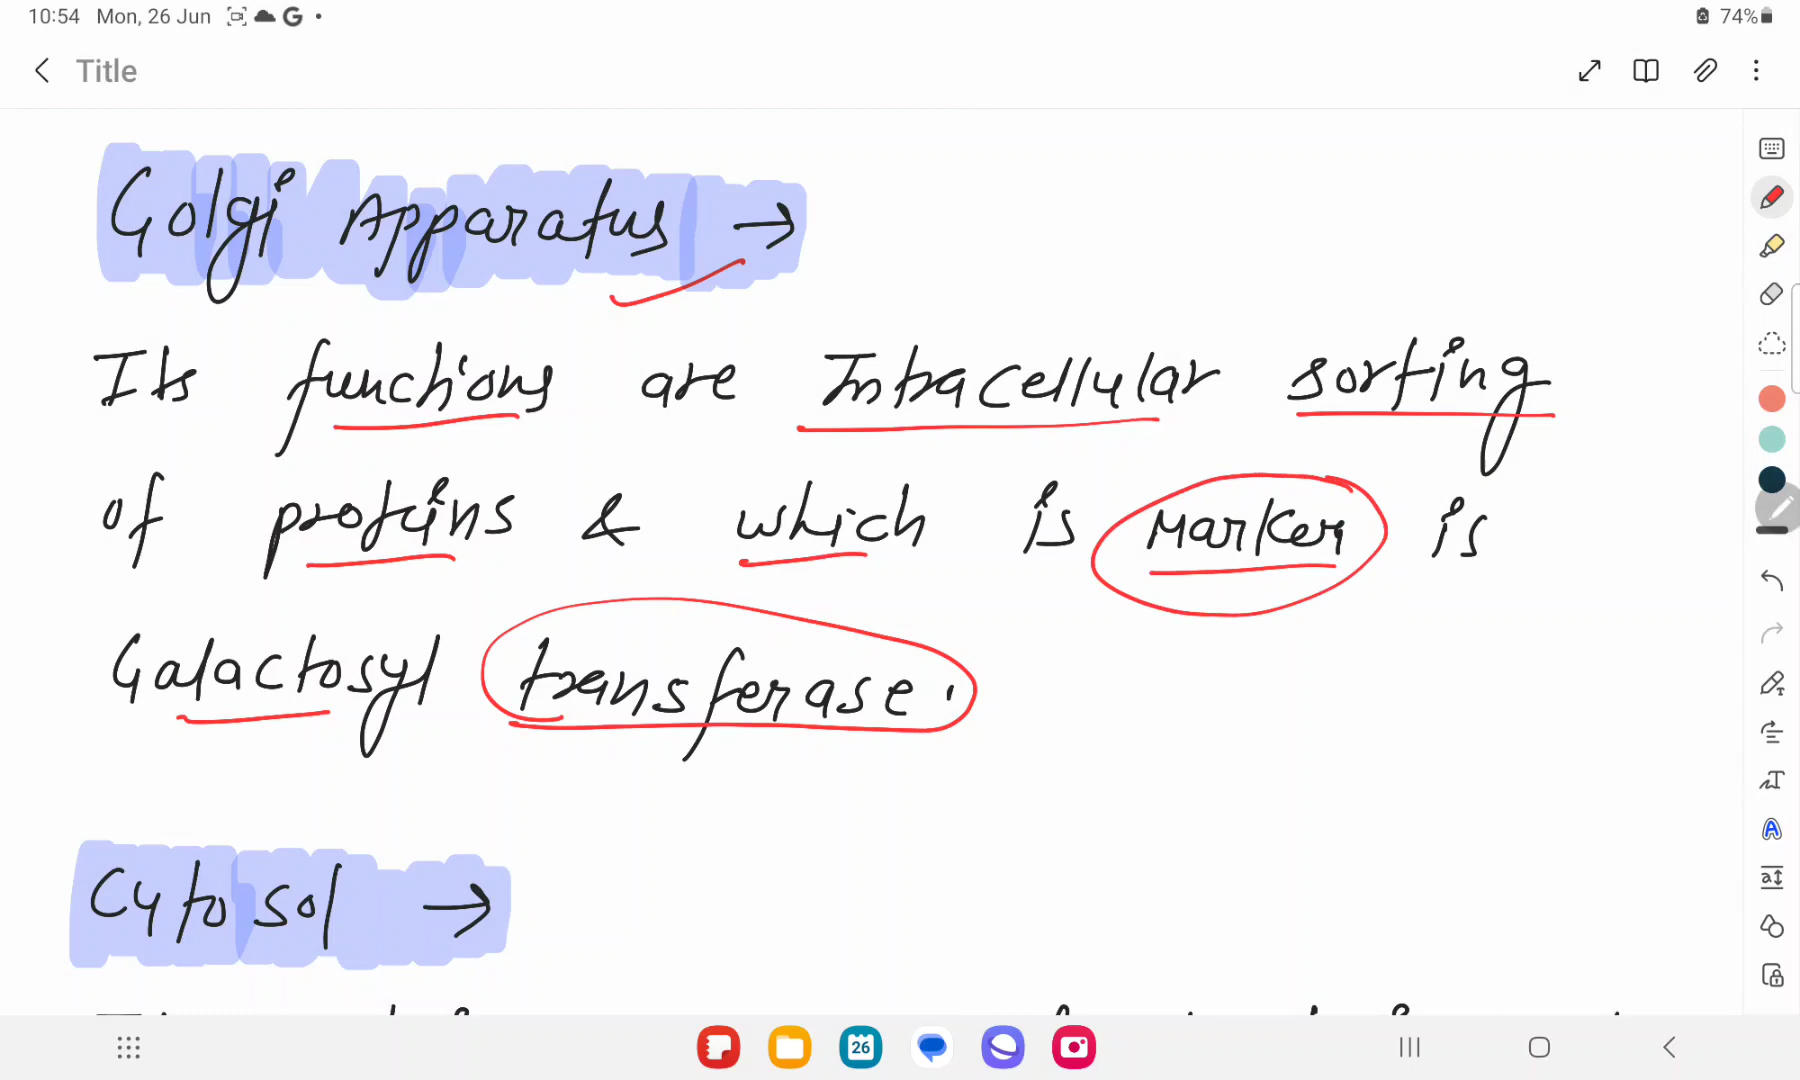 10:54 Mon, 26 Jun G 74%
Title
Golgi Apparatus →
Its functions are Intracellular sorting
of proteins & which is Marker is
Galactosyl transferase.
Cytosol →
26